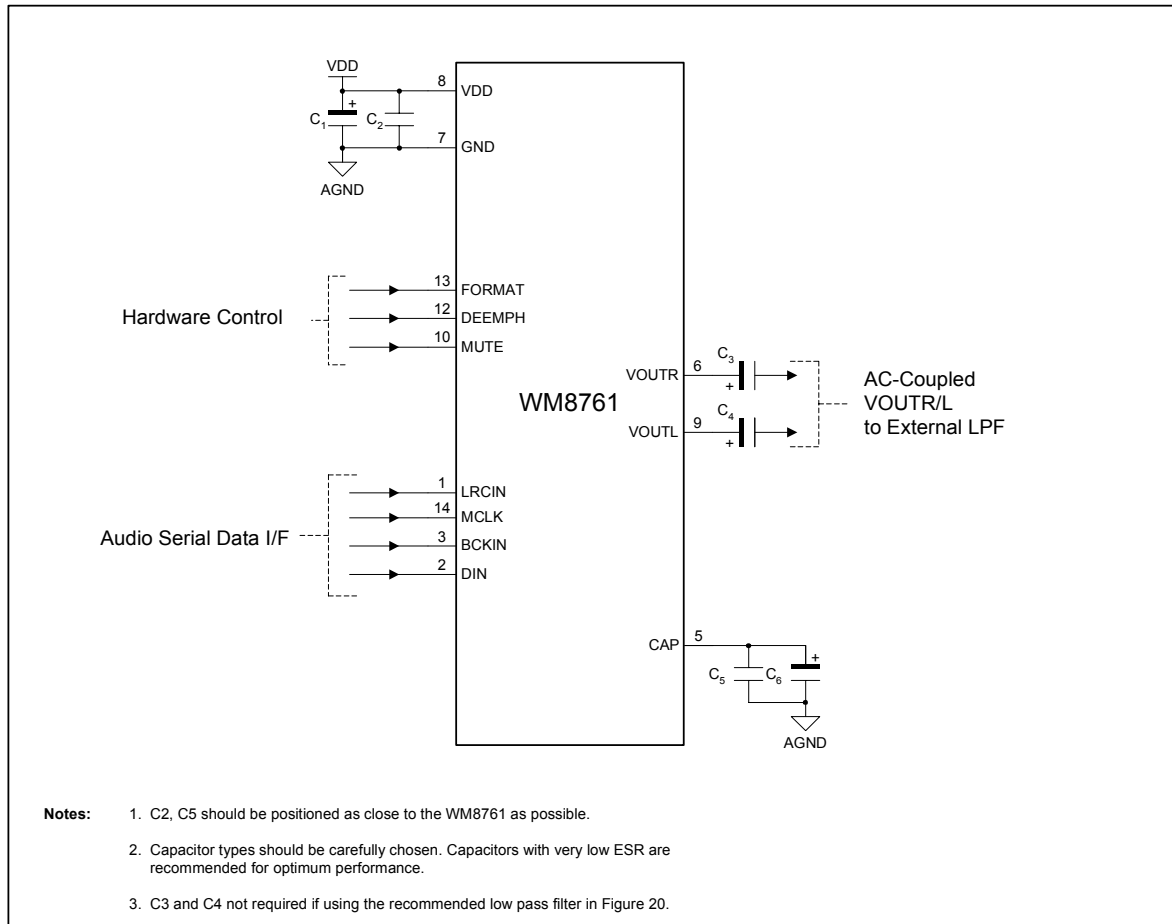 VDD
8
VDD
+
C1
C2
7
GND
AGND
13
FORMAT
Hardware Control
12
DEEMPH
10
MUTE
WM8761
VOUTR
6
C3
+
VOUTL
9
C4
+
AC-Coupled
VOUTR/L
to External LPF
1
LRCIN
14
MCLK
Audio Serial Data I/F
3
BCKIN
2
DIN
CAP
5
C5
C6
+
AGND
Notes:
1. C2, C5 should be positioned as close to the WM8761 as possible.
2. Capacitor types should be carefully chosen. Capacitors with very low ESR are
recommended for optimum performance.
3. C3 and C4 not required if using the recommended low pass filter in Figure 20.